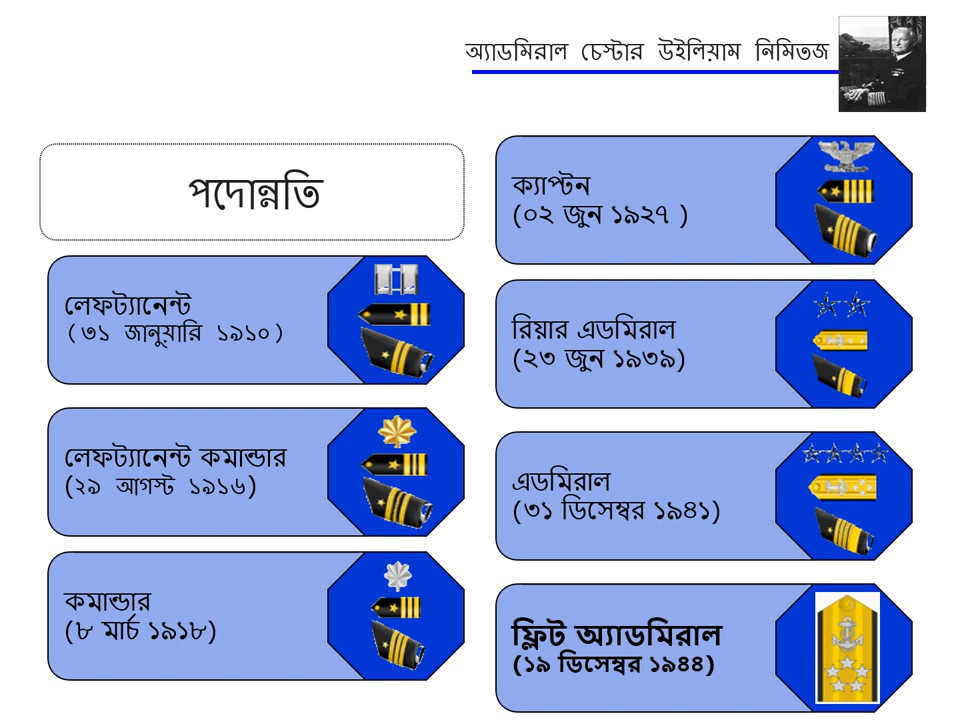 অ্যাডমিরাল চেস্টার উইলিয়াম নিমিতজ
পদোন্নতি
লেফট্যানেন্ট
(৩১ জানুয়ারি ১৯১০)
লেফট্যানেন্ট কমান্ডার
(২৯ আগস্ট ১৯১৬)
কমান্ডার
(৮ মার্চ ১৯১৮)
ক্যাপ্টন
(০২ জুন ১৯২৭ )
রিয়ার এডমিরাল
(২৩ জুন ১৯৩৯)
এডমিরাল
(৩১ ডিসেম্বর ১৯৪১)
ফ্লিট অ্যাডমিরাল
(১৯ ডিসেম্বর ১৯৪৪)